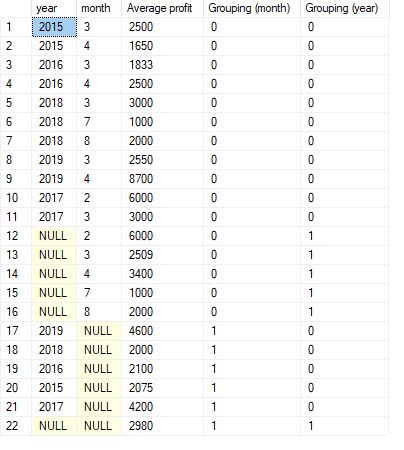 year month Average profit Grouping (month) Grouping (year)
1 2015 3 2500 0 0
2 2015 4 1650 0 0
3 2016 3 1833 0 0
4 2016 4 2500 0 0
5 2018 3 3000 0 0
6 2018 7 1000 0 0
7 2018 8 2000 0 0
8 2019 3 2550 0 0
9 2019 4 8700 0 0
10 2017 2 6000 0 0
11 2017 3 3000 0 0
12 NULL 2 6000 0 1
13 NULL 3 2509 0 1
14 NULL 4 3400 0 1
15 NULL 7 1000 0 1
16 NULL 8 2000 0 1
17 2019 NULL 4600 1 0
18 2018 NULL 2000 1 0
19 2016 NULL 2100 1 0
20 2015 NULL 2075 1 0
21 2017 NULL 4200 1 0
22 NULL NULL 2980 1 1